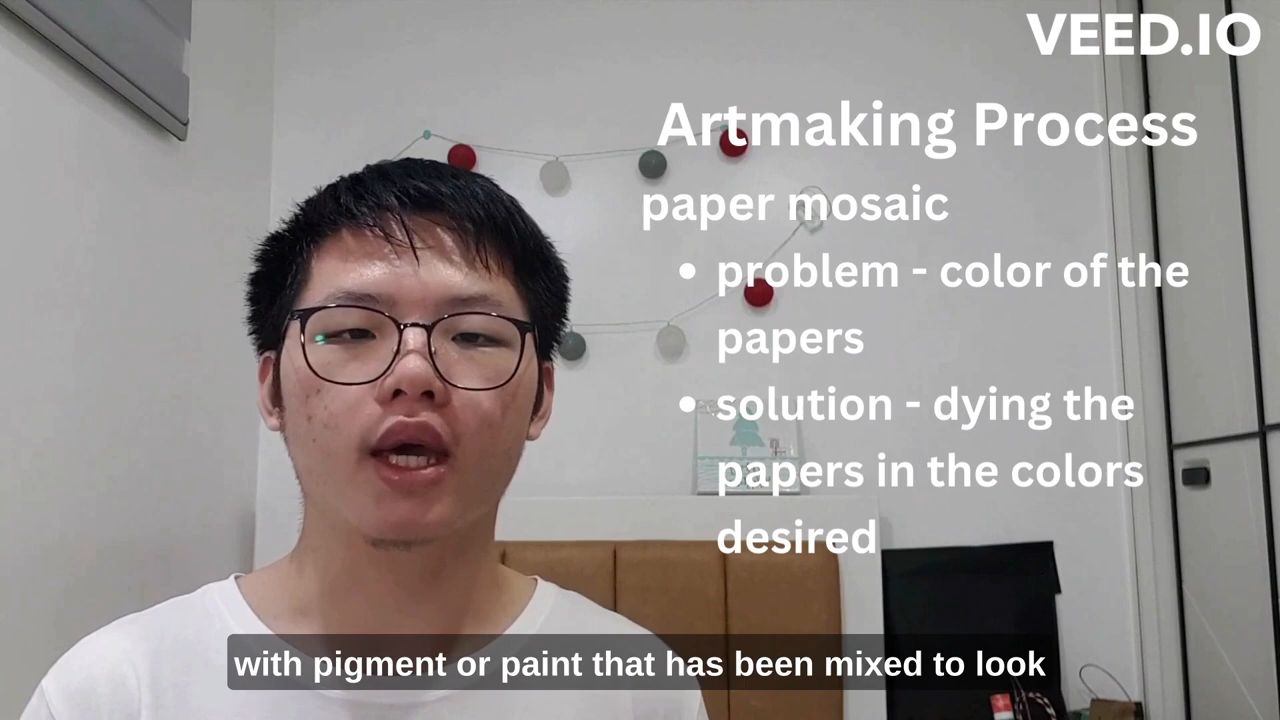 VEED.IO
Artmaking Process
paper mosaic
• problem - color of the
papers
• solution - dying the
papers in the colors
desired
with pigment or paint that has been mixed to look